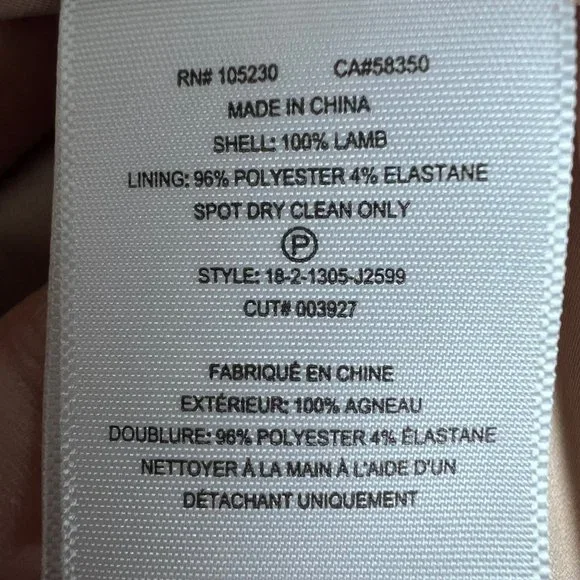 RN# 105230 CA#58350
MADE IN CHINA
SHELL: 100% LAMB
LINING: 96% POLYESTER 4% ELASTANE
SPOT DRY CLEAN ONLY
P
STYLE: 18-2-1305-J2599
CUT# 003927
FABRIQUÉ EN CHINE
EXTÉRIEUR: 100% AGNEAU
DOUBLURE: 96% POLYESTER 4% ÉLASTANE
NETTOYER À LA MAIN À L'AIDE D'UN
DÉTACHANT UNIQUEMENT